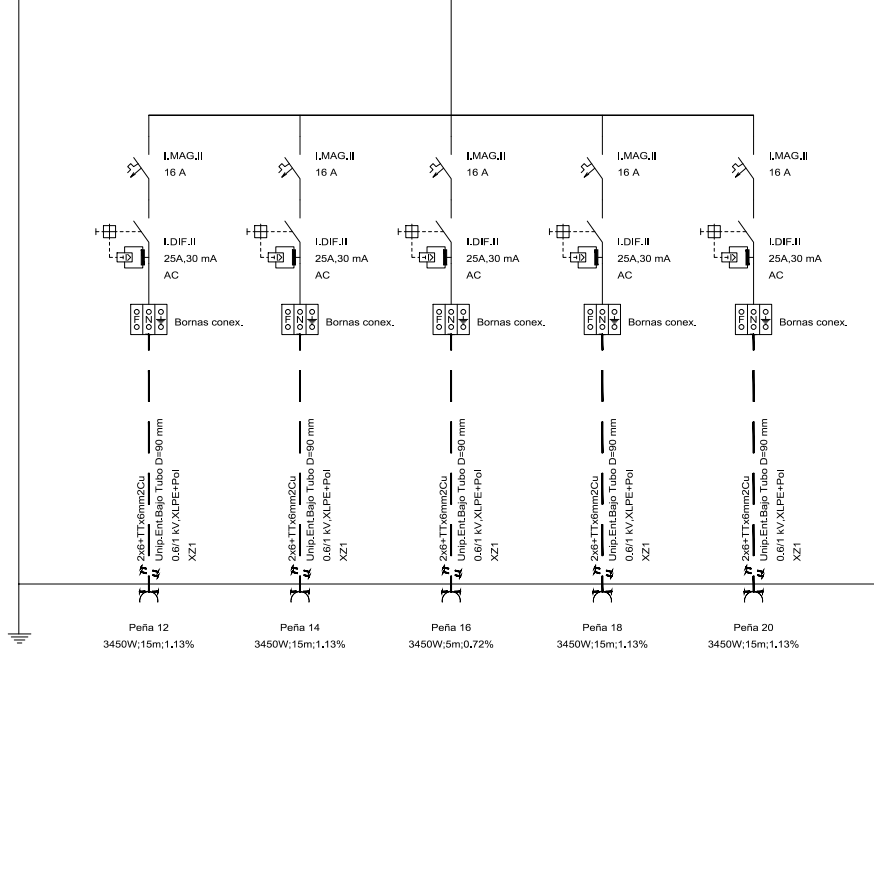 I.MAG.II I.MAG.II I.MAG.II I.MAG.II I.MAG.II
16 A 16 A 16 A 16 A 16 A
I.DIF.II I.DIF.II I.DIF.II I.DIF.II I.DIF.II
25A,30 mA 25A,30 mA 25A,30 mA 25A,30 mA 25A,30 mA
AC AC AC AC AC
F N Bornas conex. F N Bornas conex. F N Bornas conex. F N Bornas conex. F N Bornas conex.
2x6+TTx6mm2Cu
Unip.Ent.Bajo Tubo D=90 mm
0.6/1 kV,XLPE+Pol
XZ1
2x6+TTx6mm2Cu
Unip.Ent.Bajo Tubo D=90 mm
0.6/1 kV,XLPE+Pol
XZ1
2x6+TTx6mm2Cu
Unip.Ent.Bajo Tubo D=90 mm
0.6/1 kV,XLPE+Pol
XZ1
2x6+TTx6mm2Cu
Unip.Ent.Bajo Tubo D=90 mm
0.6/1 kV,XLPE+Pol
XZ1
2x6+TTx6mm2Cu
Unip.Ent.Bajo Tubo D=90 mm
0.6/1 kV,XLPE+Pol
XZ1
Peña 12 Peña 14 Peña 16 Peña 18 Peña 20
3450W;15m;1.13% 3450W;15m;1.13% 3450W;5m;0.72% 3450W;15m;1.13% 3450W;15m;1.13%